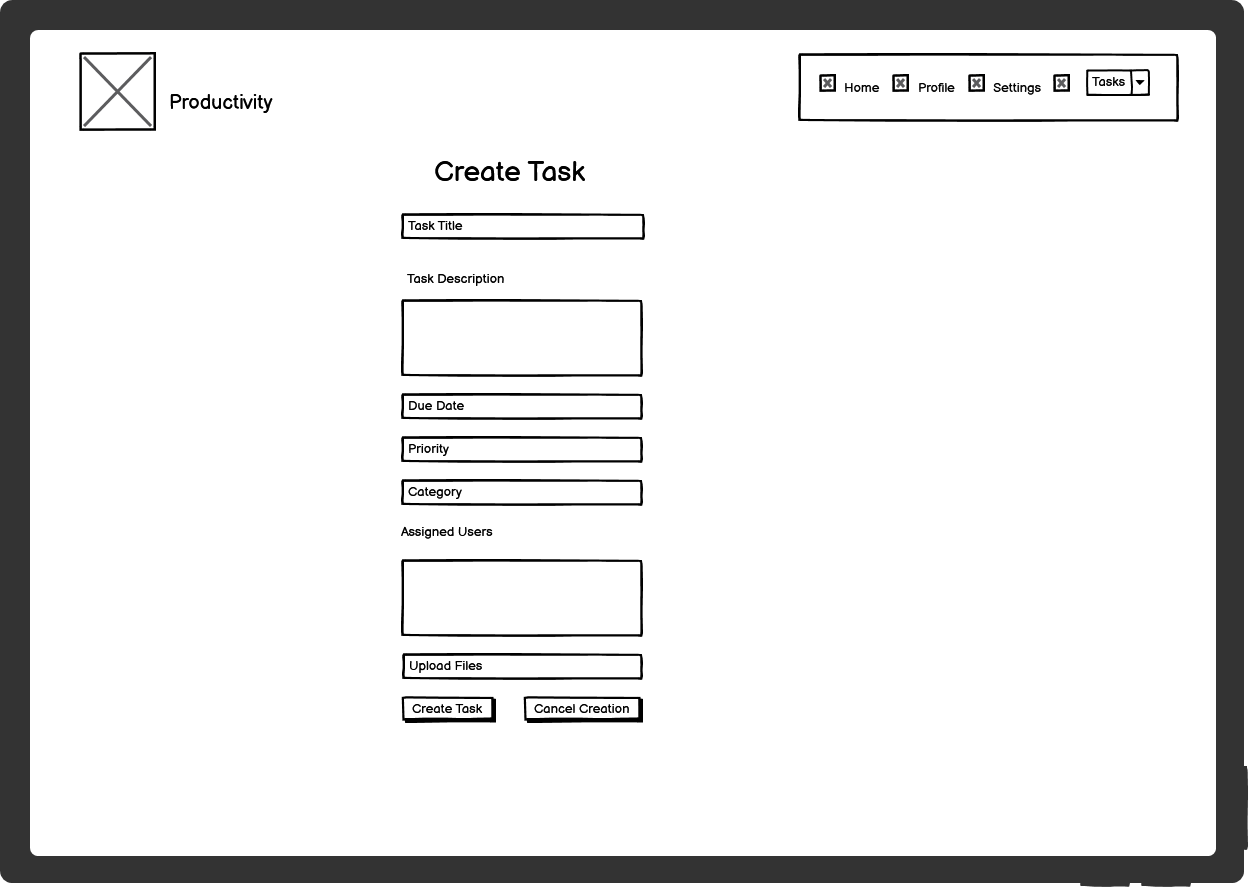 Productivity
Home Profile Settings Tasks
Create Task
Task Title
Task Description
Due Date
Priority
Category
Assigned Users
Upload Files
Create Task Cancel Creation